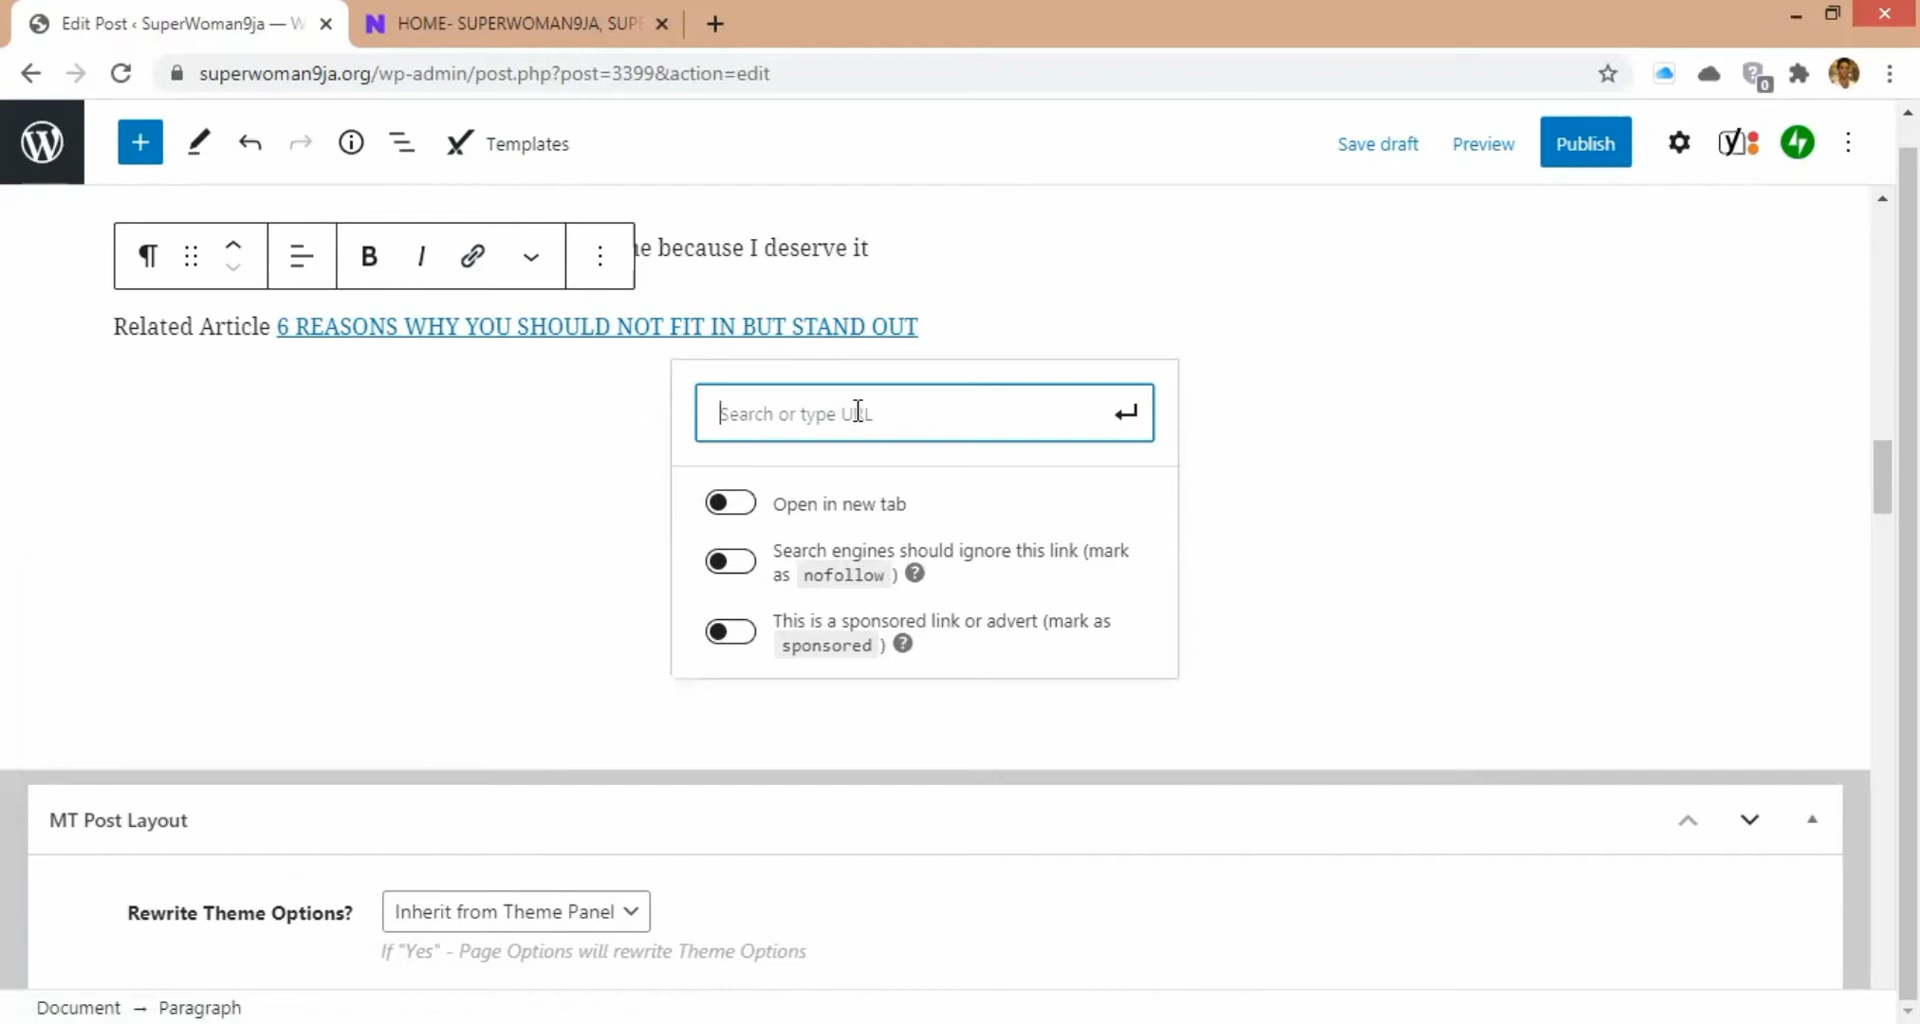 Edit Post ‹ SuperWoman9ja — W
HOME- SUPERWOMAN9JA, SUPE
superwoman9ja.org/wp-admin/post.php?post=3399&action=edit
0
Templates
Save draft
Preview
Publish
B I
because I deserve it
Related Article 6 REASONS WHY YOU SHOULD NOT FIT IN BUT STAND OUT
Search or type URL
Open in new tab
Search engines should ignore this link (mark
as nofollow ) ?
This is a sponsored link or advert (mark as
sponsored ) ?
MT Post Layout
Rewrite Theme Options?
Inherit from Theme Panel
If "Yes" - Page Options will rewrite Theme Options
Document → Paragraph